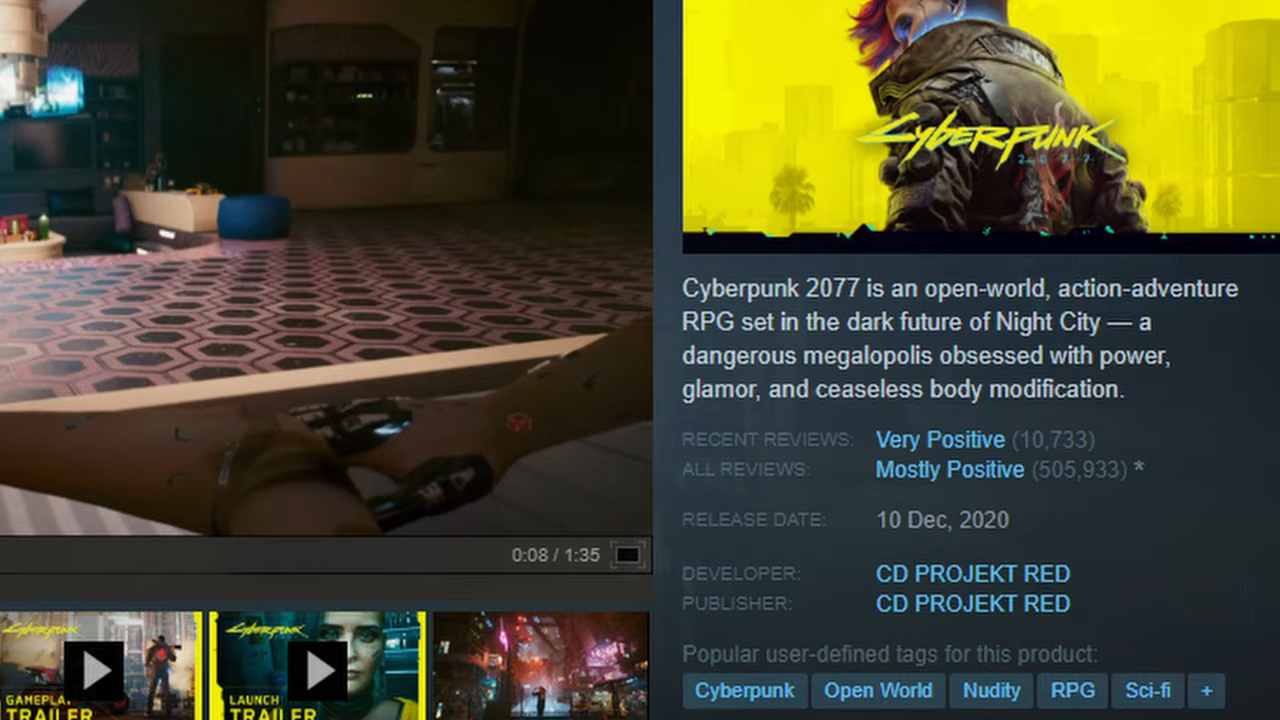 CYBERPUNK
2077
Cyberpunk 2077 is an open-world, action-adventure
RPG set in the dark future of Night City — a
dangerous megalopolis obsessed with power,
glamor, and ceaseless body modification.
RECENT REVIEWS: Very Positive (10,733)
ALL REVIEWS: Mostly Positive (505,933) *
RELEASE DATE: 10 Dec, 2020
DEVELOPER: CD PROJEKT RED
PUBLISHER: CD PROJEKT RED
Popular user-defined tags for this product:
Cyberpunk Open World Nudity RPG Sci-fi +
0:08 / 1:35
CYBERPUNK
GAMEPLAY
TRAILER
CYBERPUNK
LAUNCH
TRAILER